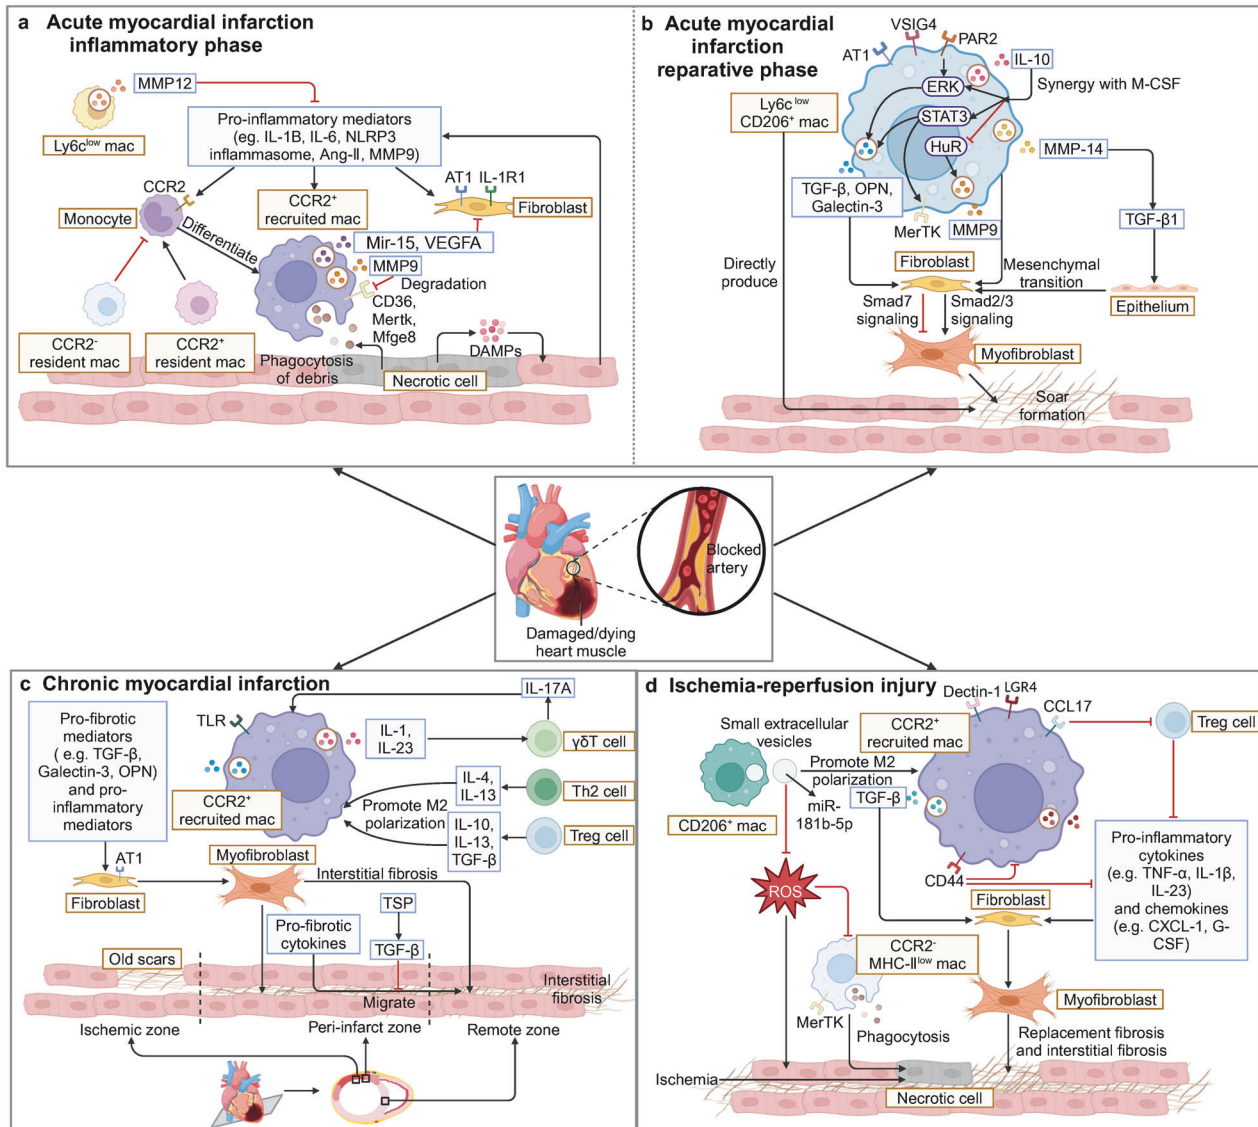 a Acute myocardial infarction
inflammatory phase
MMP12
Ly6c^low mac
Pro-inflammatory mediators
(eg. IL-1B, IL-6, NLRP3
inflammasome, Ang-II, MMP9)
CCR2
Monocyte
Differentiate
CCR2+
recruited mac
AT1 IL-1R1
Fibroblast
Mir-15, VEGFA
MMP9
Degradation
CD36,
Mertk,
Mfge8
CCR2-
resident mac
CCR2+
resident mac
Phagocytosis
of debris
DAMPs
Necrotic cell
b Acute myocardial
infarction
reparative phase
VSIG4
AT1
PAR2
IL-10
Synergy with M-CSF
ERK
STAT3
HuR
Ly6c^low
CD206+ mac
MMP-14
TGF-β, OPN,
Galectin-3
MerTK
MMP9
TGF-β1
Fibroblast
Directly
produce
Mesenchymal
transition
Smad7
signaling
Smad2/3
signaling
Epithelium
Myofibroblast
Soar
formation
Blocked
artery
Damaged/dying
heart muscle
c Chronic myocardial infarction
Pro-fibrotic
mediators
( e.g. TGF-β,
Galectin-3, OPN)
and pro-
inflammatory
mediators
TLR
IL-17A
IL-1,
IL-23
γδT cell
CCR2+
recruited mac
Promote M2
polarization
IL-4,
IL-13
Th2 cell
IL-10,
IL-13,
TGF-β
Treg cell
AT1
Fibroblast
Myofibroblast
Interstitial fibrosis
TSP
Pro-fibrotic
cytokines
TGF-β
Old scars
Migrate
Interstitial
fibrosis
Ischemic zone
Peri-infarct zone
Remote zone
d Ischemia-reperfusion injury
Dectin-1
LGR4
CCL17
Treg cell
Small extracellular
vesicles
CCR2+
recruited mac
Promote M2
polarization
TGF-β
miR-
181b-5p
CD206+ mac
CD44
Pro-inflammatory
cytokines
(e.g. TNF-α, IL-1β,
IL-23)
and chemokines
(e.g. CXCL-1, G-
CSF)
ROS
Fibroblast
CCR2-
MHC-II^low mac
MerTK
Phagocytosis
Myofibroblast
Replacement fibrosis
and interstitial fibrosis
Ischemia
Necrotic cell